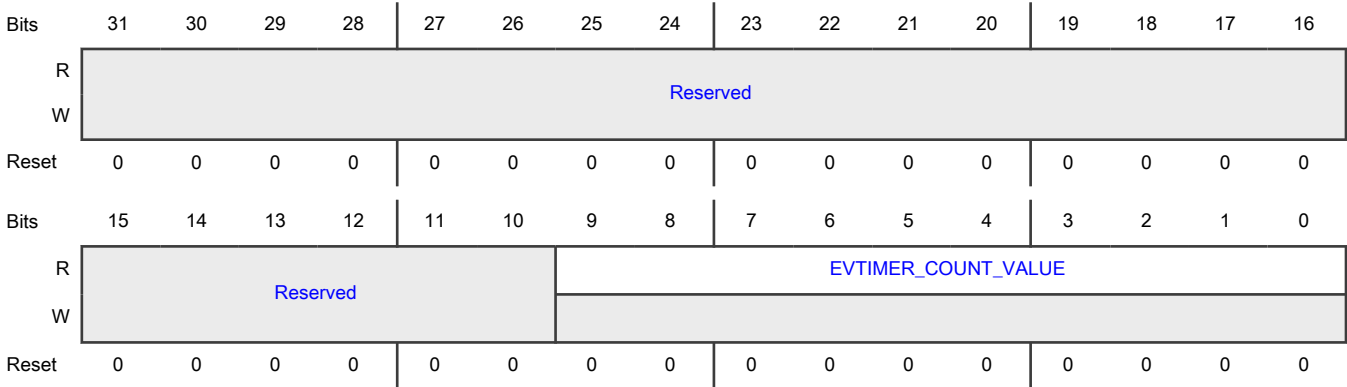 Bits 31 30 29 28 27 26 25 24 23 22 21 20 19 18 17 16
R
Reserved
W
Reset 0 0 0 0 0 0 0 0 0 0 0 0 0 0 0 0
Bits 15 14 13 12 11 10 9 8 7 6 5 4 3 2 1 0
R EVTIMER_COUNT_VALUE
Reserved
W
Reset 0 0 0 0 0 0 0 0 0 0 0 0 0 0 0 0